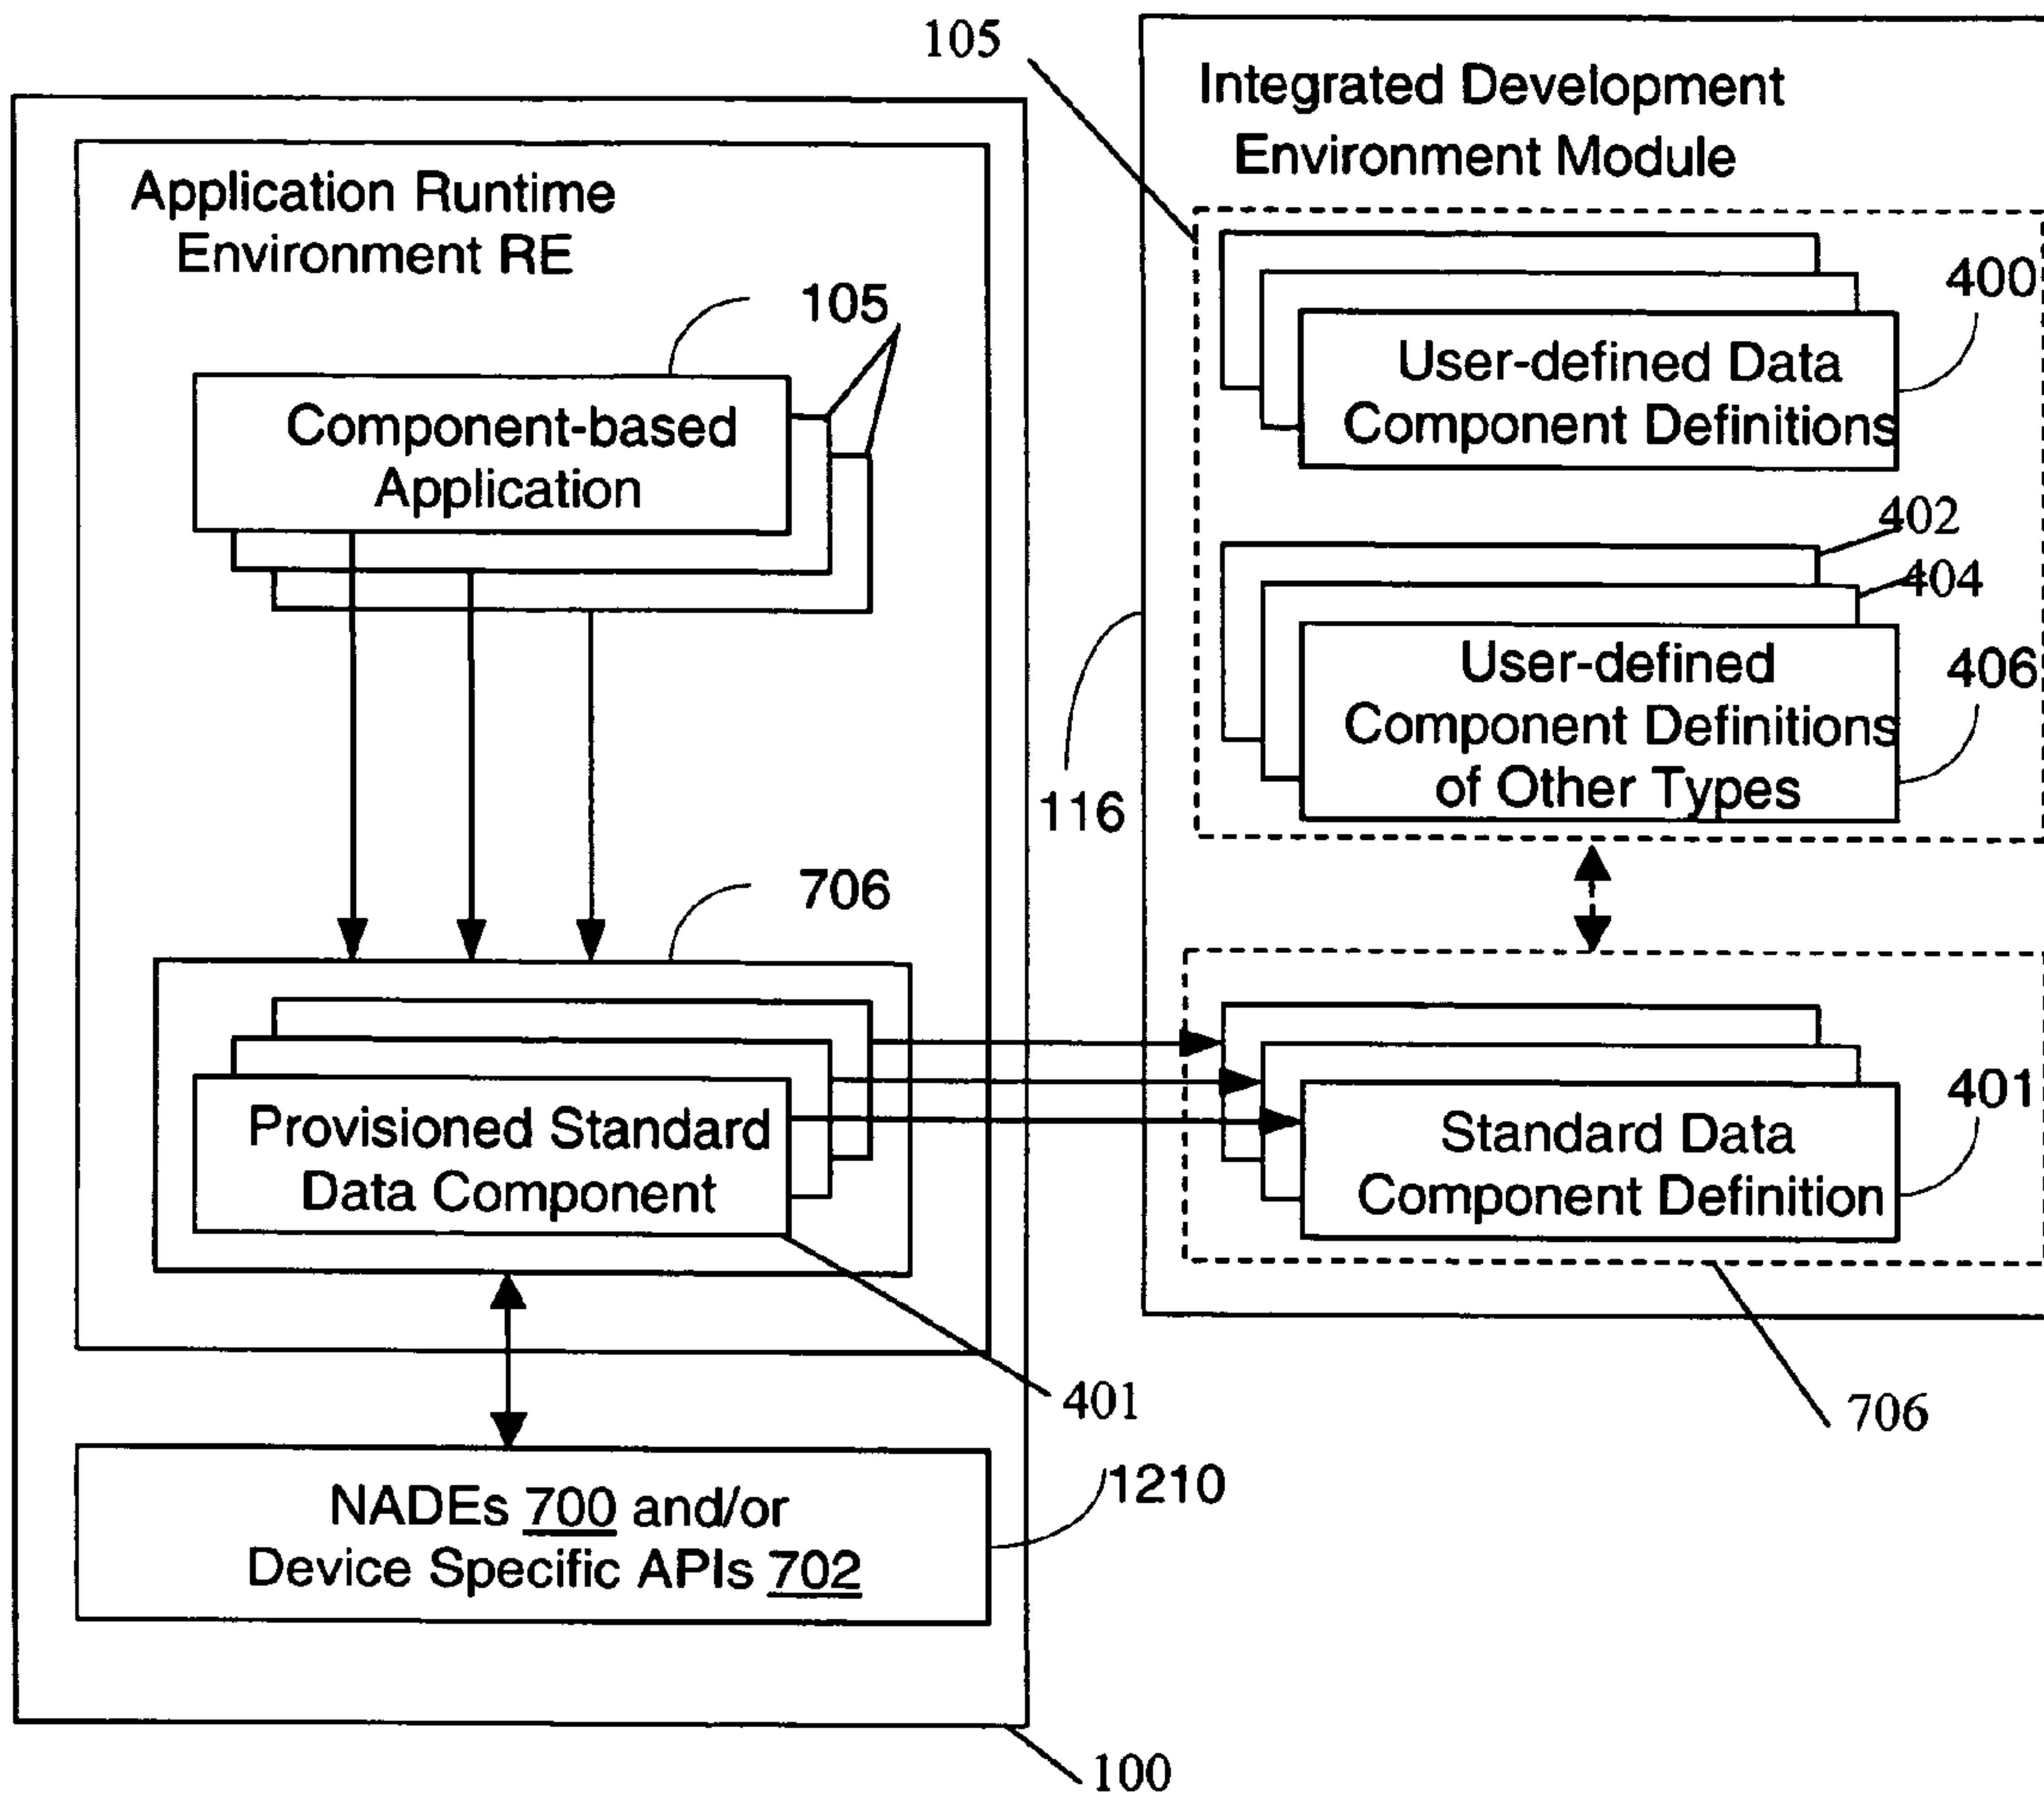 105
Integrated Development
Environment Module
Application Runtime
Environment RE
105
Component-based
Application
400
User-defined Data
Component Definitions
402
404
406
User-defined
Component Definitions
of Other Types
116
706
Provisioned Standard
Data Component
401
Standard Data
Component Definition
401
706
NADEs 700 and/or
Device Specific APIs 702
1210
100